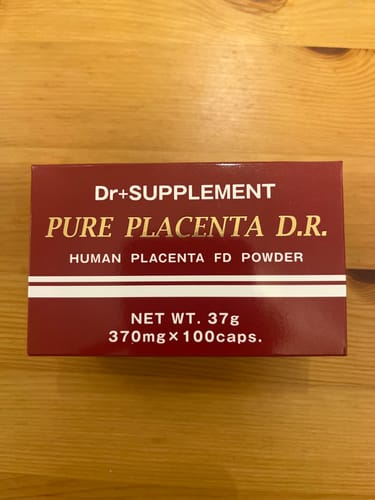 Dr+SUPPLEMENT
PURE PLACENTA D.R.
HUMAN PLACENTA FD POWDER
NET WT. 37g
370mg×100caps.